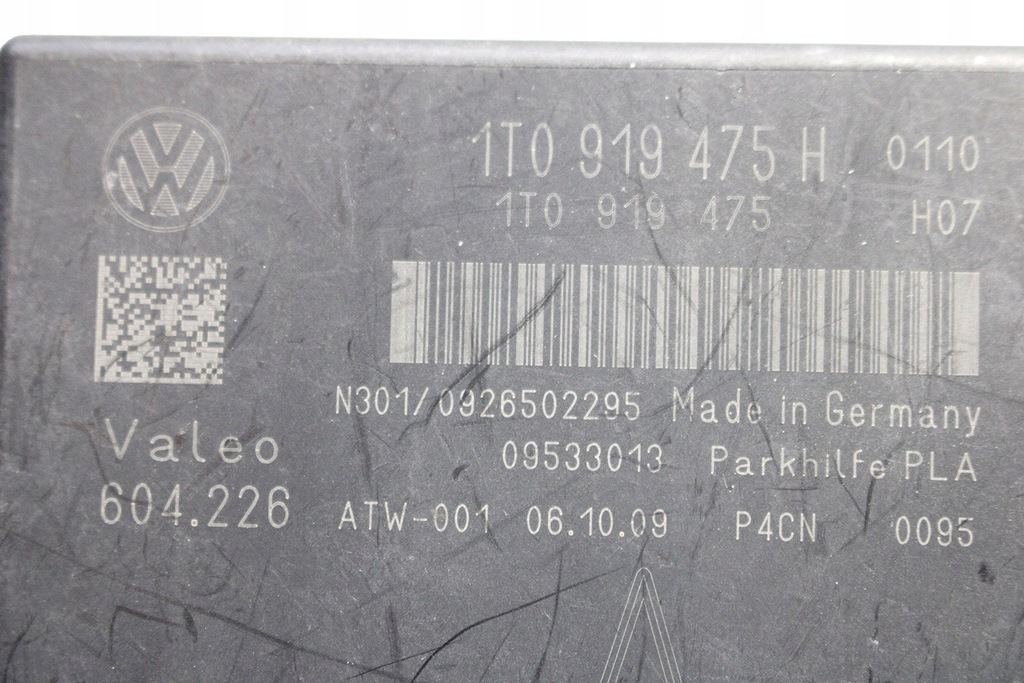 1T0 919 475 H 0110
1T0 919 475 H07
N301/0926502295 Made in Germany
Valeo 09533013 Parkhilfe PLA
604.226 ATW-001 06.10.09 P4CN 0095